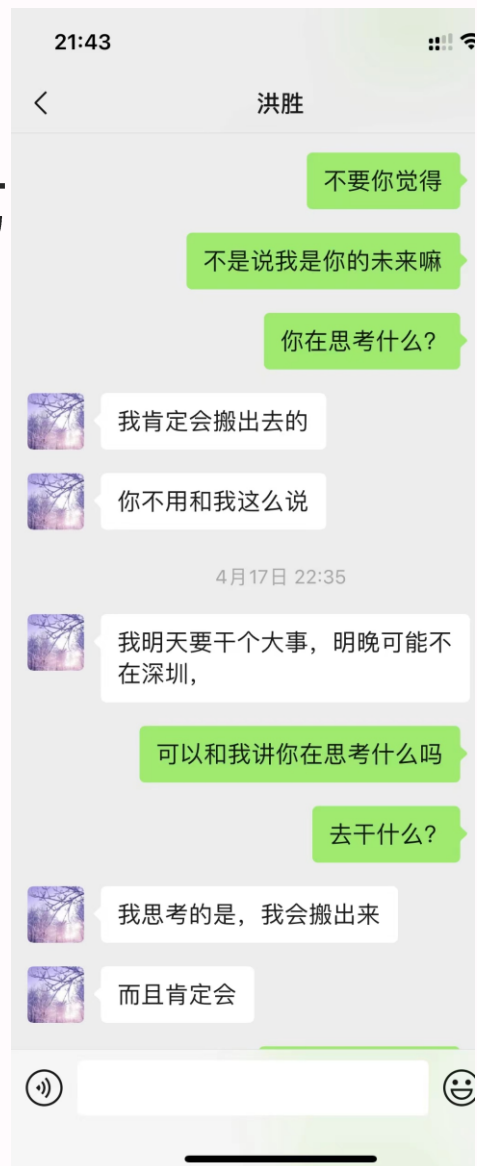 21:43
洪胜
不要你觉得
不是说我是你的未来嘛
你在思考什么？
我肯定会搬出去的
你不用和我这么说
4月17日 22:35
我明天要干个大事，明晚可能不
在深圳，
可以和我讲你在思考什么吗
去干什么？
我思考的是，我会搬出来
而且肯定会